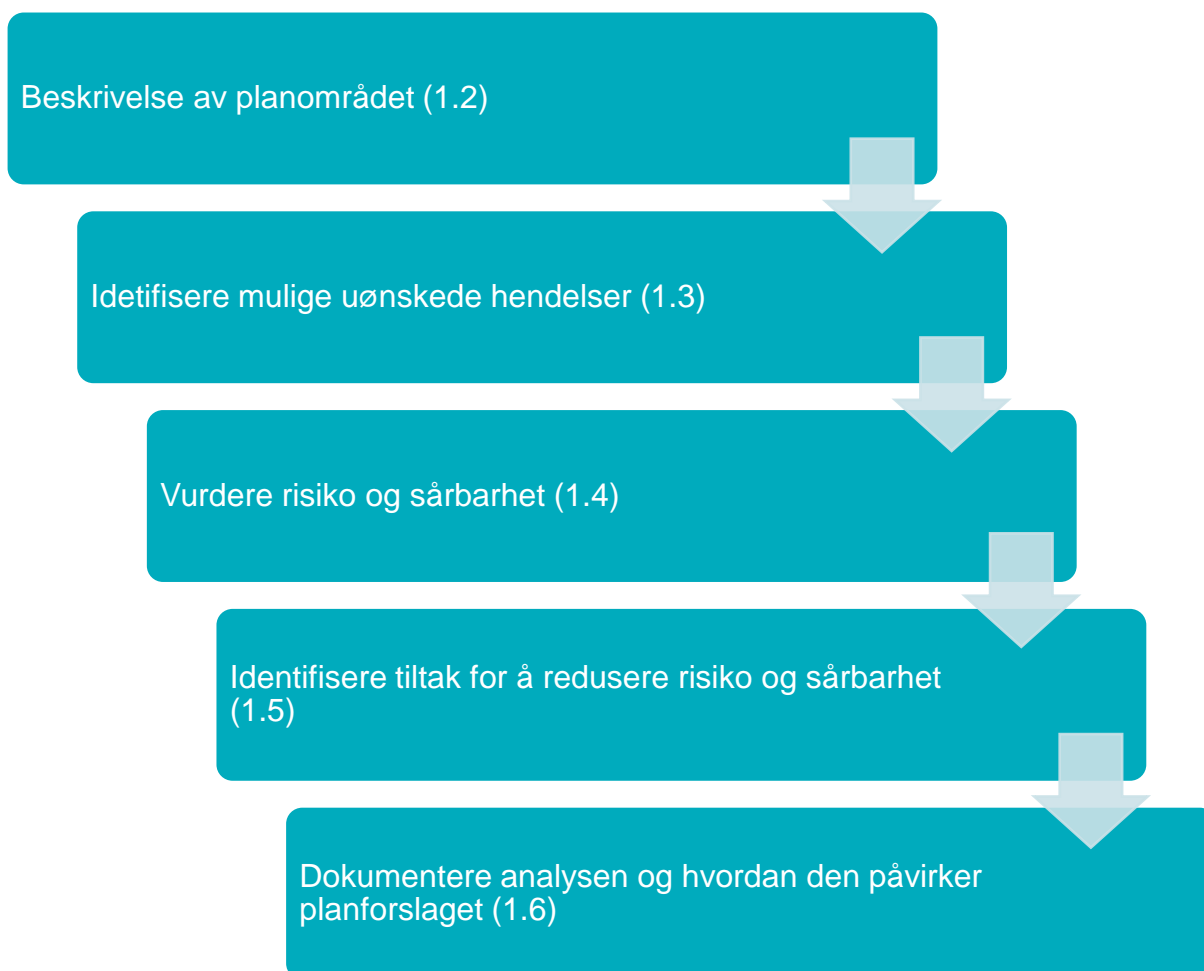 Beskrivelse av planområdet (1.2)
Idetifisere mulige uønskede hendelser (1.3)
Vurdere risiko og sårbarhet (1.4)
Identifisere tiltak for å redusere risiko og sårbarhet
(1.5)
Dokumentere analysen og hvordan den påvirker
planforslaget (1.6)